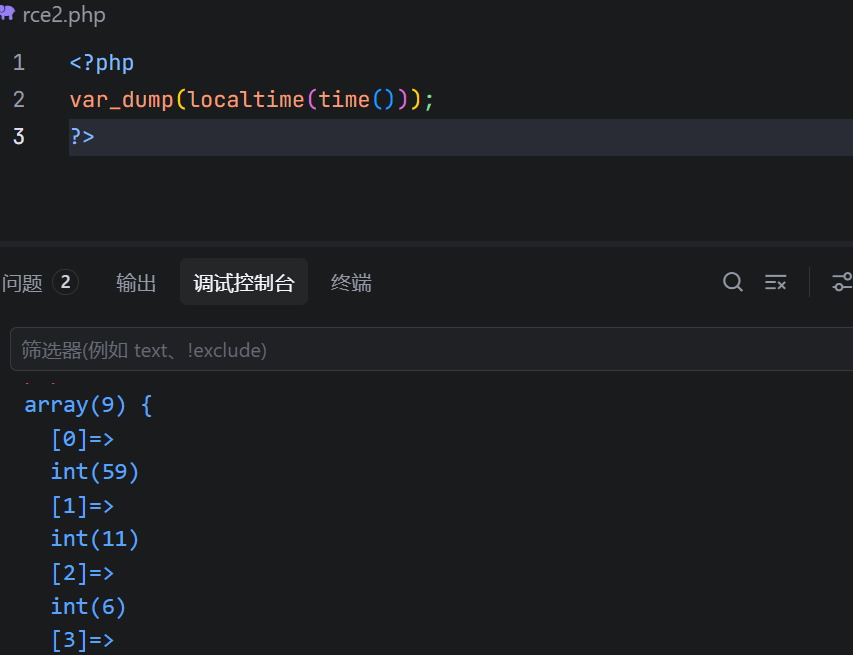 rce2.php
1 <?php
2 var_dump(localtime(time()));
3 ?>
问题 2 输出 调试控制台 终端
筛选器(例如 text、!exclude)
array(9) {
[0]=>
int(59)
[1]=>
int(11)
[2]=>
int(6)
[3]=>